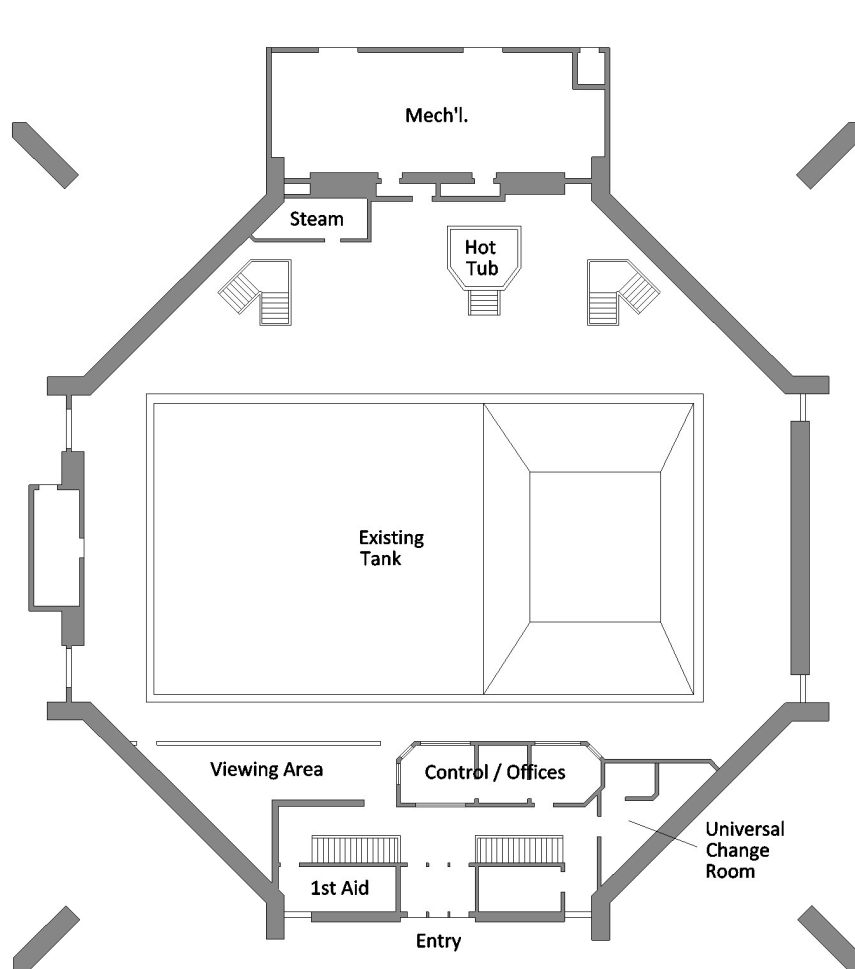 Mech'l.
Steam
Hot
Tub
Existing
Tank
Viewing Area
Control / Offices
Universal
Change
Room
1st Aid
Entry